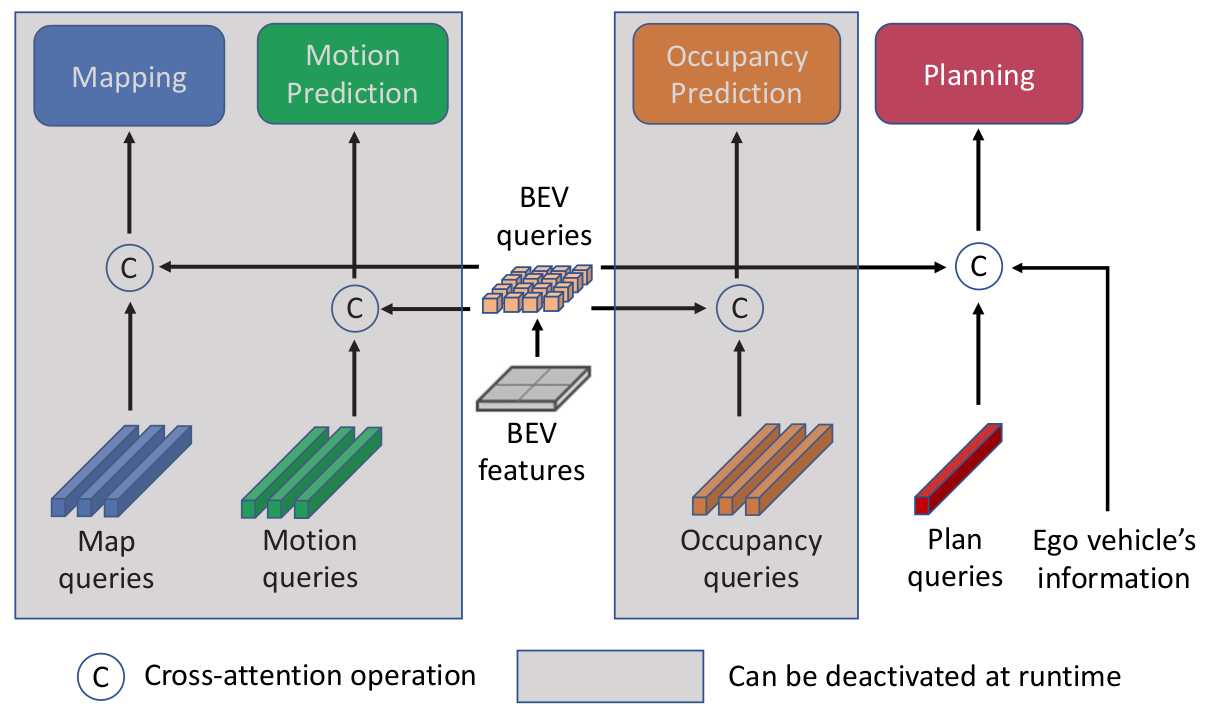 Mapping
Motion
Prediction
Occupancy
Prediction
Planning
BEV
queries
C
C
C
C
BEV
features
Map
queries
Motion
queries
Occupancy
queries
Plan
queries
Ego vehicle’s
information
C
Cross-attention operation
Can be deactivated at runtime